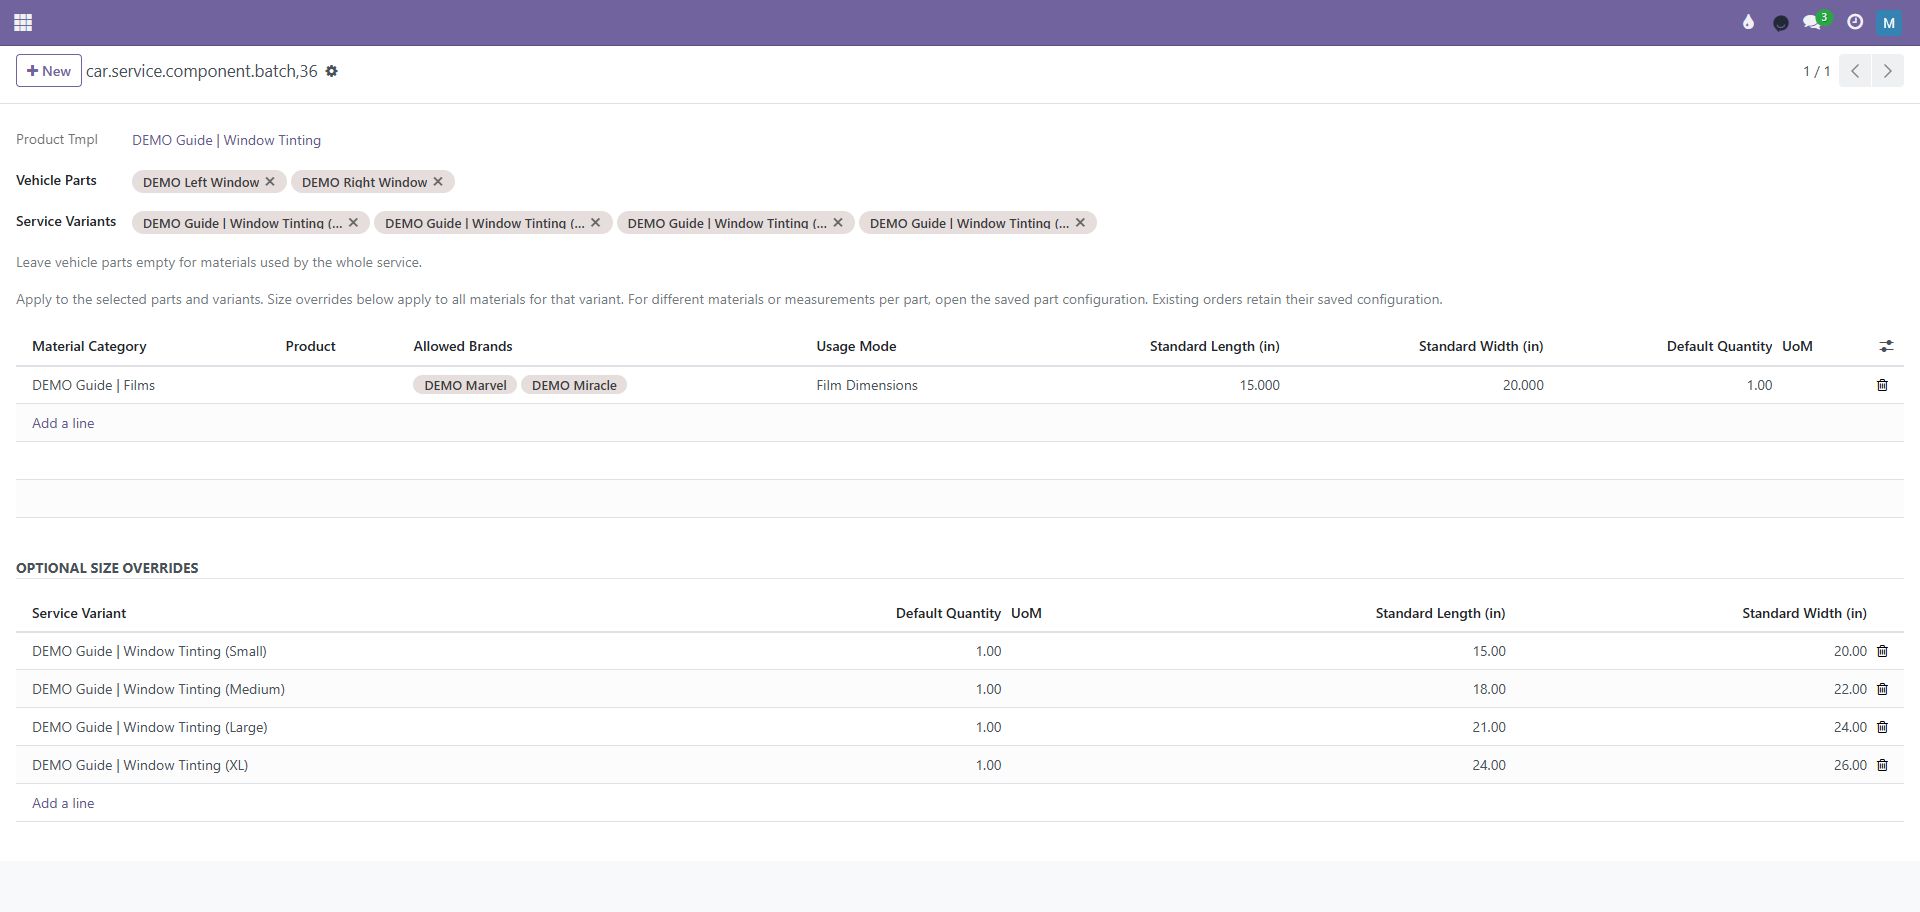 3
M
New car.service.component.batch,36
1 / 1
Product Tmpl DEMO Guide | Window Tinting
Vehicle Parts DEMO Left Window DEMO Right Window
Service Variants DEMO Guide | Window Tinting (... DEMO Guide | Window Tinting (... DEMO Guide | Window Tinting (... DEMO Guide | Window Tinting (...
Leave vehicle parts empty for materials used by the whole service.
Apply to the selected parts and variants. Size overrides below apply to all materials for that variant. For different materials or measurements per part, open the saved part configuration. Existing orders retain their saved configuration.
Material Category Product Allowed Brands Usage Mode Standard Length (in) Standard Width (in) Default Quantity UoM
DEMO Guide | Films DEMO Marvel DEMO Miracle Film Dimensions 15.000 20.000 1.00
Add a line
OPTIONAL SIZE OVERRIDES
Service Variant Default Quantity UoM Standard Length (in) Standard Width (in)
DEMO Guide | Window Tinting (Small) 1.00 15.00 20.00
DEMO Guide | Window Tinting (Medium) 1.00 18.00 22.00
DEMO Guide | Window Tinting (Large) 1.00 21.00 24.00
DEMO Guide | Window Tinting (XL) 1.00 24.00 26.00
Add a line